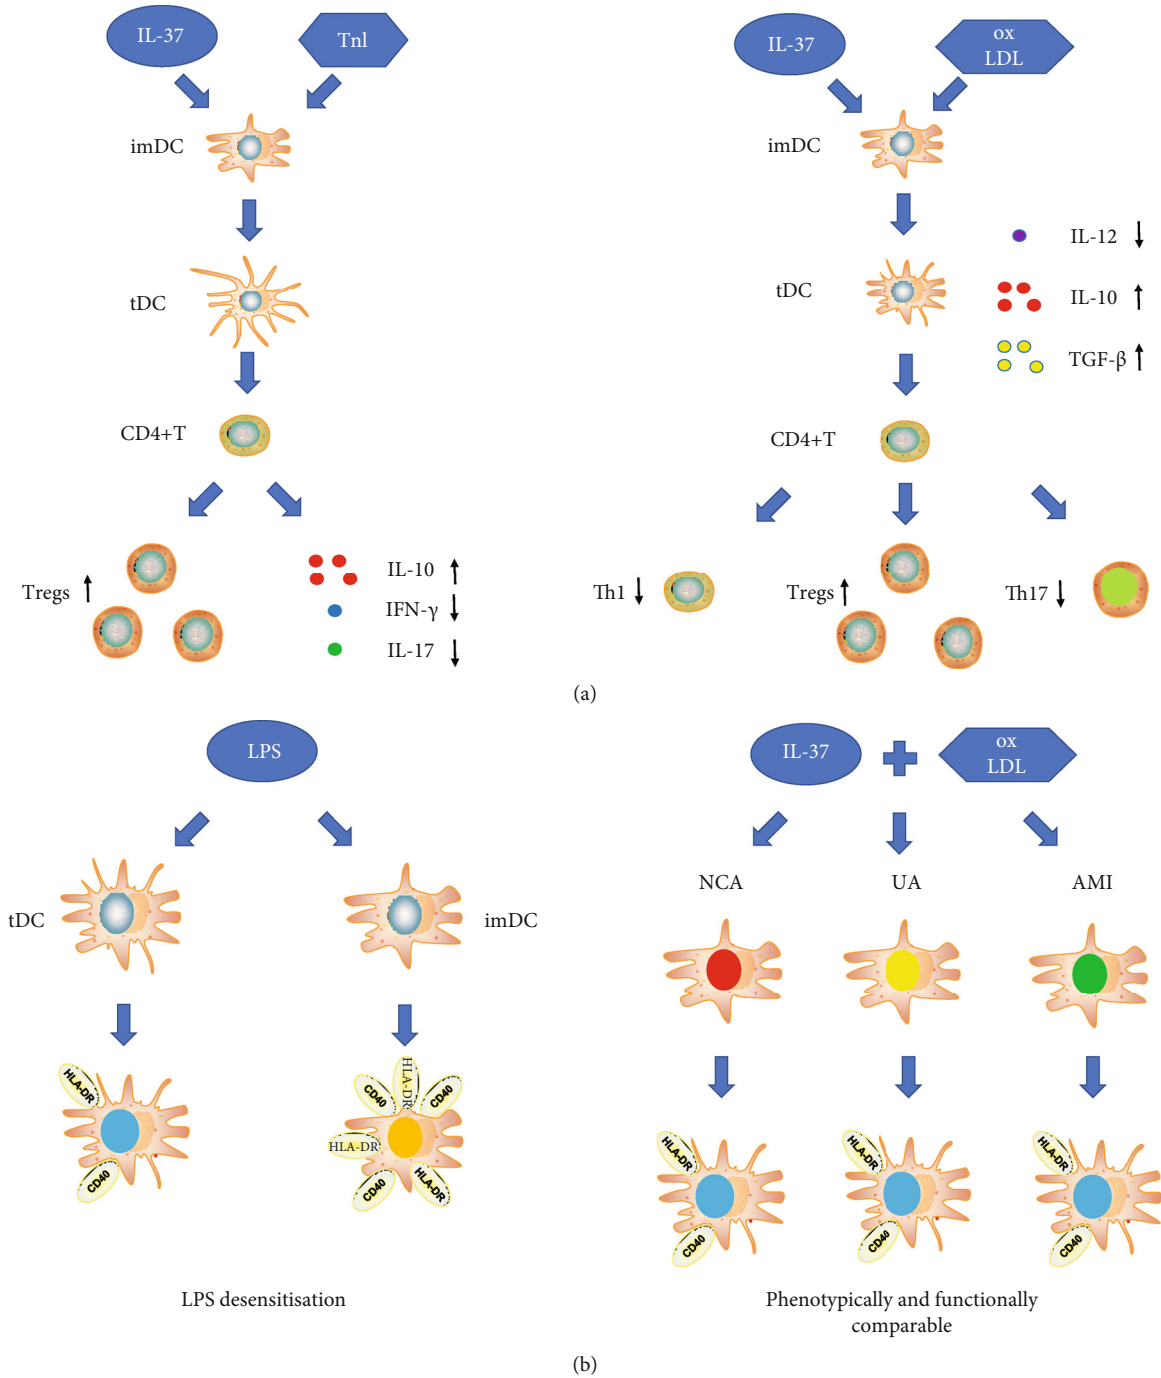 IL-37
Tnl
imDC
tDC
CD4+T
Tregs
IL-10
IFN-γ
IL-17
IL-37
ox
LDL
imDC
tDC
IL-12
IL-10
TGF-β
CD4+T
Th1
Tregs
Th17
(a)
LPS
tDC
imDC
HLA-DR
CD40
CD40
HLA-DR
CD40
HLA-DR
CD40
HLA-DR
LPS desensitisation
IL-37
ox
LDL
NCA
UA
AMI
HLA-DR
CD40
HLA-DR
CD40
HLA-DR
CD40
Phenotypically and functionally
comparable
(b)